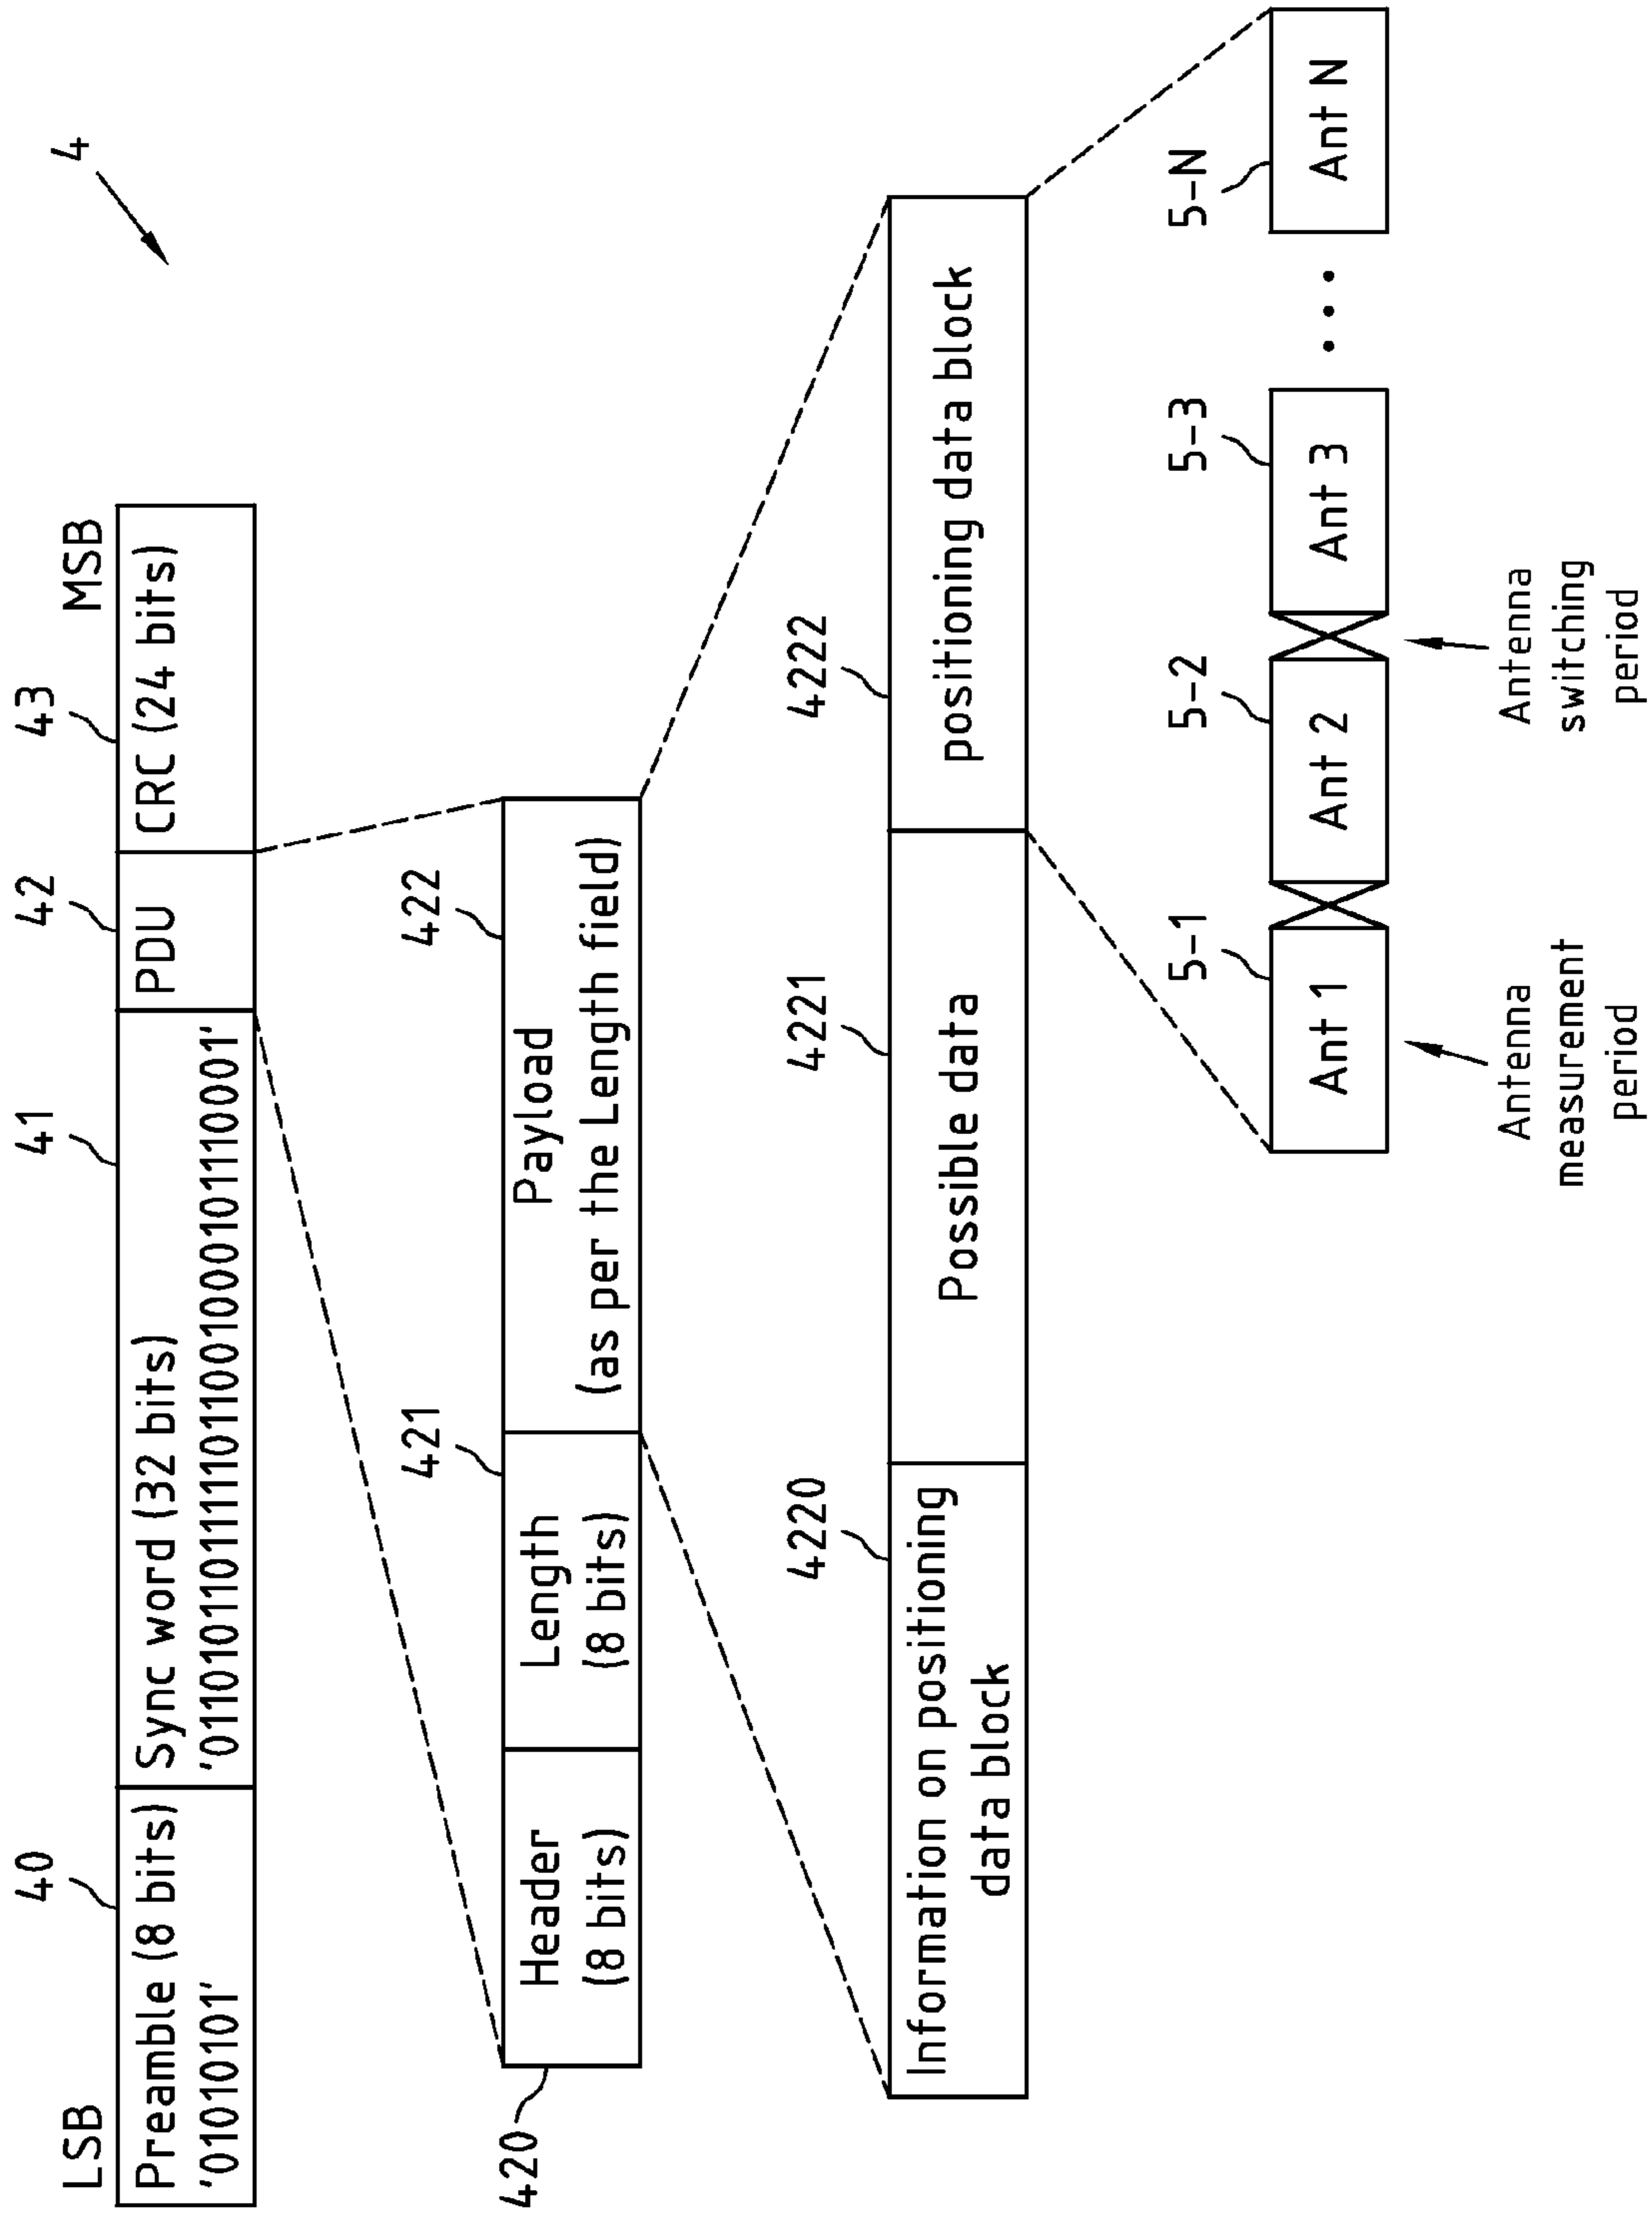 4
LSB
40
41
42
43
MSB
Preamble (8 bits)
'01010101'
Sync word (32 bits)
'01101011011111011001000101110001'
PDU
CRC (24 bits)
420
421
422
Header
(8 bits)
Length
(8 bits)
Payload
(as per the Length field)
4220
4221
4222
Information on positioning
data block
Possible data
positioning data block
5-1
5-2
5-3
5-N
Ant 1
Ant 2
Ant 3
...
Ant N
Antenna
measurement
period
Antenna
switching
period